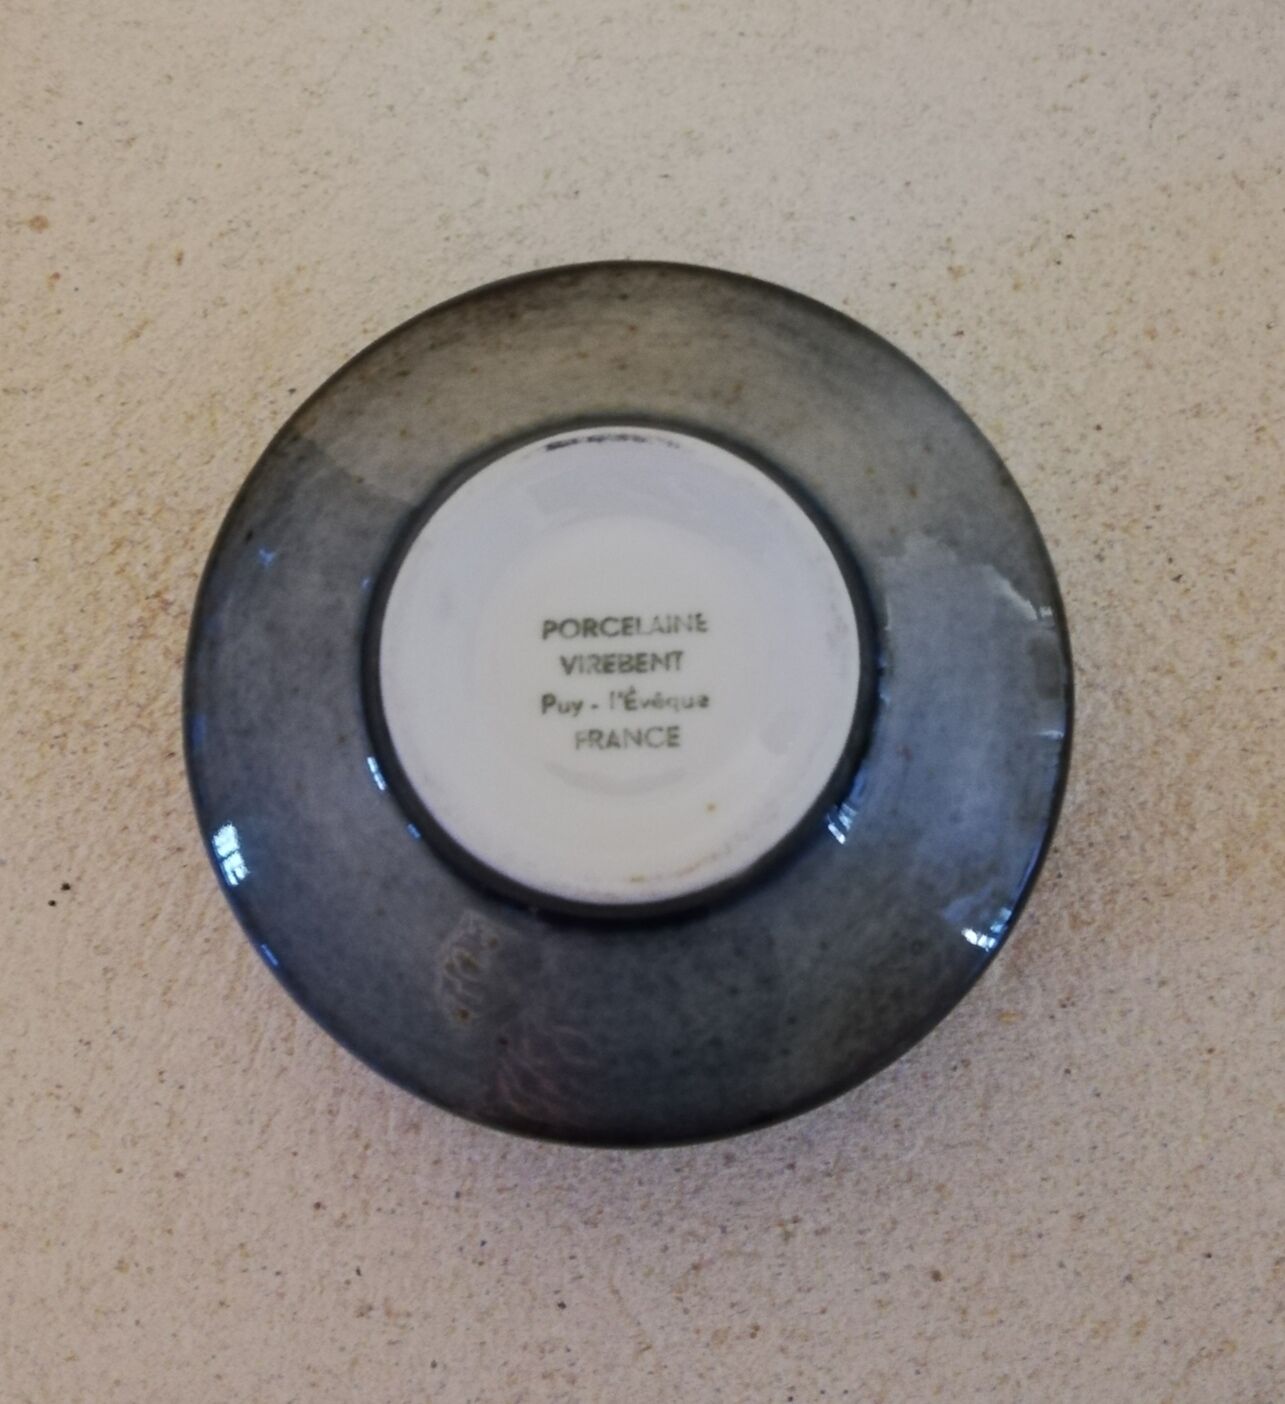 PORCELAINE
VIREBENT
Puy - l'Évêque
FRANCE